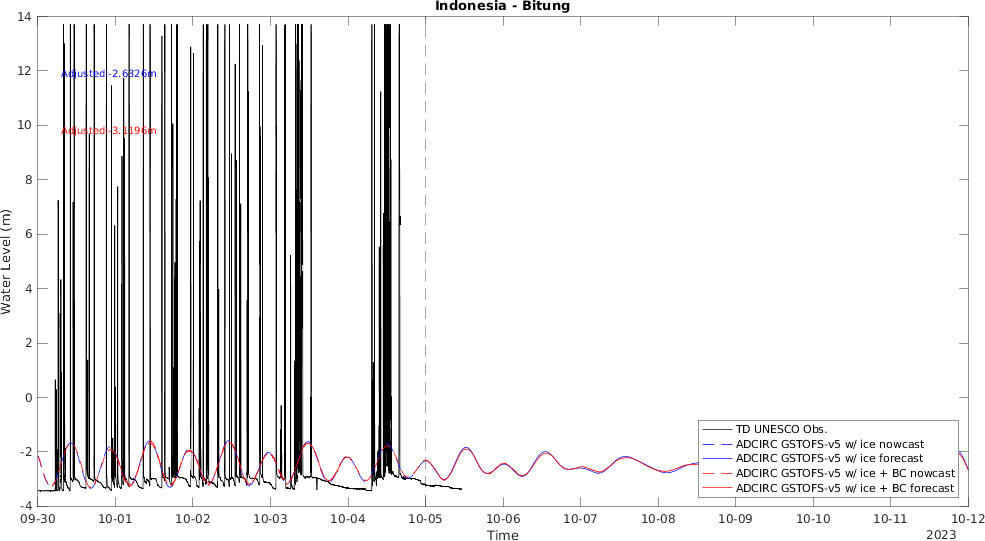 Indonesia - Bitung
14
12
10
8
6
4
2
0
-2
-4
Water Level (m)
Adjusted:-2.6326m
Adjusted:-3.1196m
TD UNESCO Obs.
ADCIRC GSTOFS-v5 w/ ice nowcast
ADCIRC GSTOFS-v5 w/ ice forecast
ADCIRC GSTOFS-v5 w/ ice + BC nowcast
ADCIRC GSTOFS-v5 w/ ice + BC forecast
09-30 10-01 10-02 10-03 10-04 10-05 10-06 10-07 10-08 10-09 10-10 10-11 10-12
Time
2023